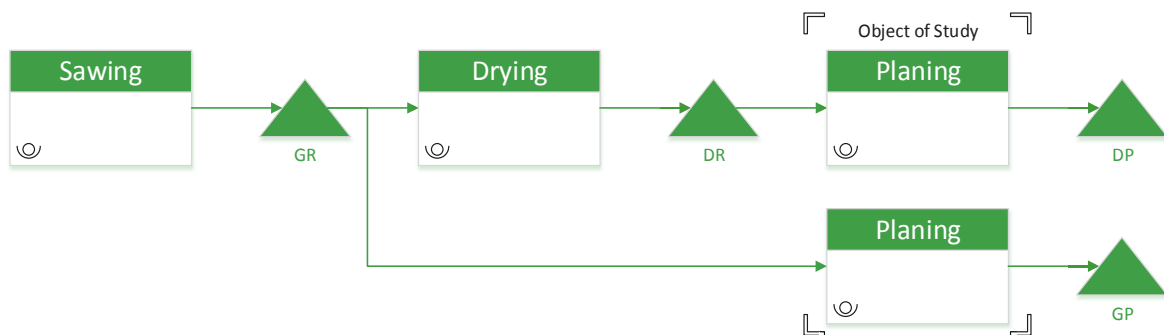 Object of Study
Sawing
Drying
Planing
GR
DR
DP
Planing
GP